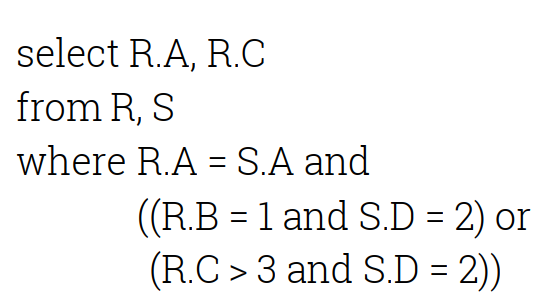 select R.A, R.C
from R, S
where R.A = S.A and
((R.B = 1 and S.D = 2) or
(R.C > 3 and S.D = 2))